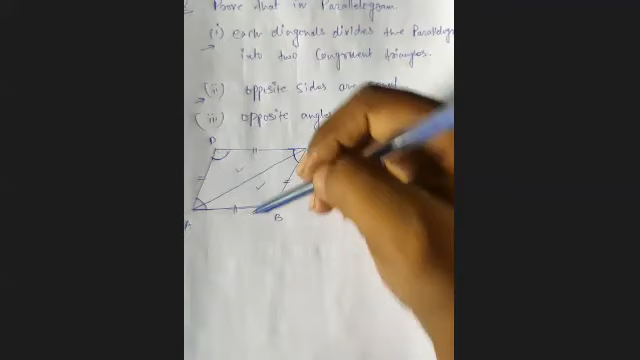 Prove that in Parallelogram.
(i) each diagonals divides the Parallelog
into two Congruent triangles.
(ii) opposite sides are
(iii) opposite angle
D
A
B